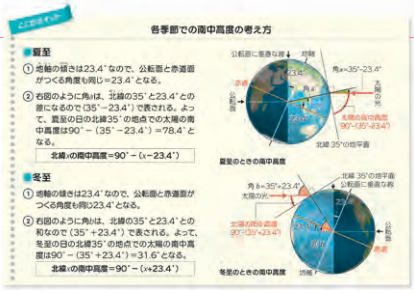 ここがポイント
各季節での南中高度の考え方
■夏至
① 地軸の傾きは23.4°なので、公転面と赤道面
がつくる角度も同じ=23.4°となる。
② 右図のように角aは、北緯の35°と23.4°との
差になるので(35°−23.4°)で表される。よっ
て、夏至の日の北緯35°の地点での太陽の南
中高度は90°−(35°−23.4°)=78.4°と
なる。
北緯xの南中高度=90°−(x−23.4°)
公転面に垂直な線
地軸
角a=35°−23.4°
23.4°
角a
赤道
公転面
太陽の光
太陽の南中高度
90°−(35°−23.4°)
北緯35°の地平面
夏至のときの南中高度
■冬至
① 地軸の傾きは23.4°なので、公転面と赤道面が
つくる角度も同じ23.4°となる。
② 右図のように角bは、北緯の35°と23.4°との
和なので(35°+23.4°)で表される。よって、
冬至の日の北緯35°の地点での太陽の南中高
度は90°−(35°+23.4°)=31.6°となる。
北緯xの南中高度=90°−(x+23.4°)
角b=35°+23.4°
太陽の光
北緯35°の地平面
公転面に垂直な線
90°−(35°+23.4°)
公転面
赤道
地軸
冬至のときの南中高度